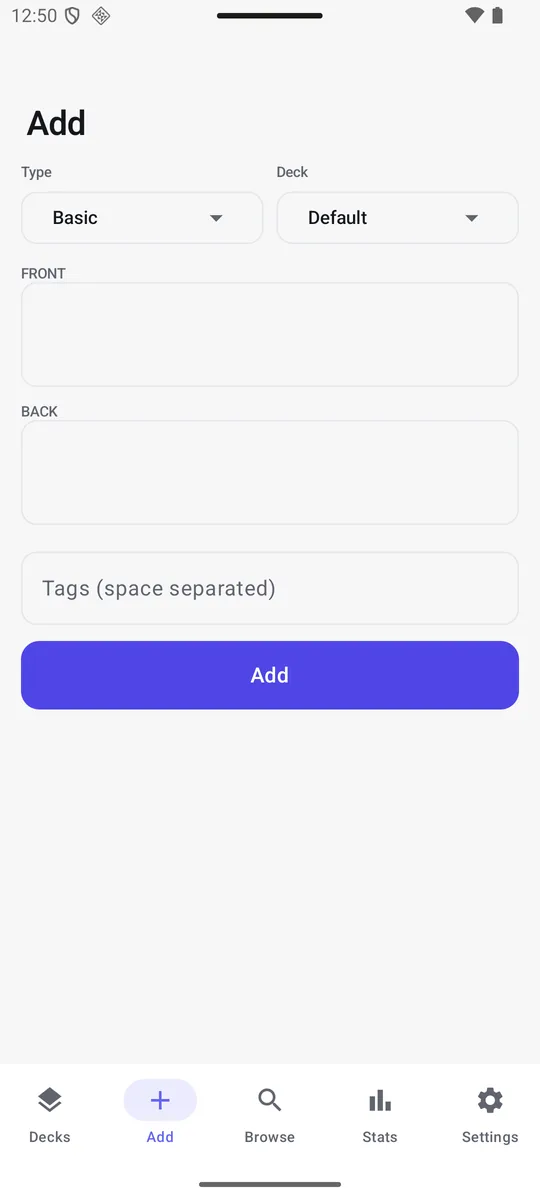 12:50
Add
Type
Deck
Basic
Default
FRONT
BACK
Tags (space separated)
Add
Decks
Add
Browse
Stats
Settings